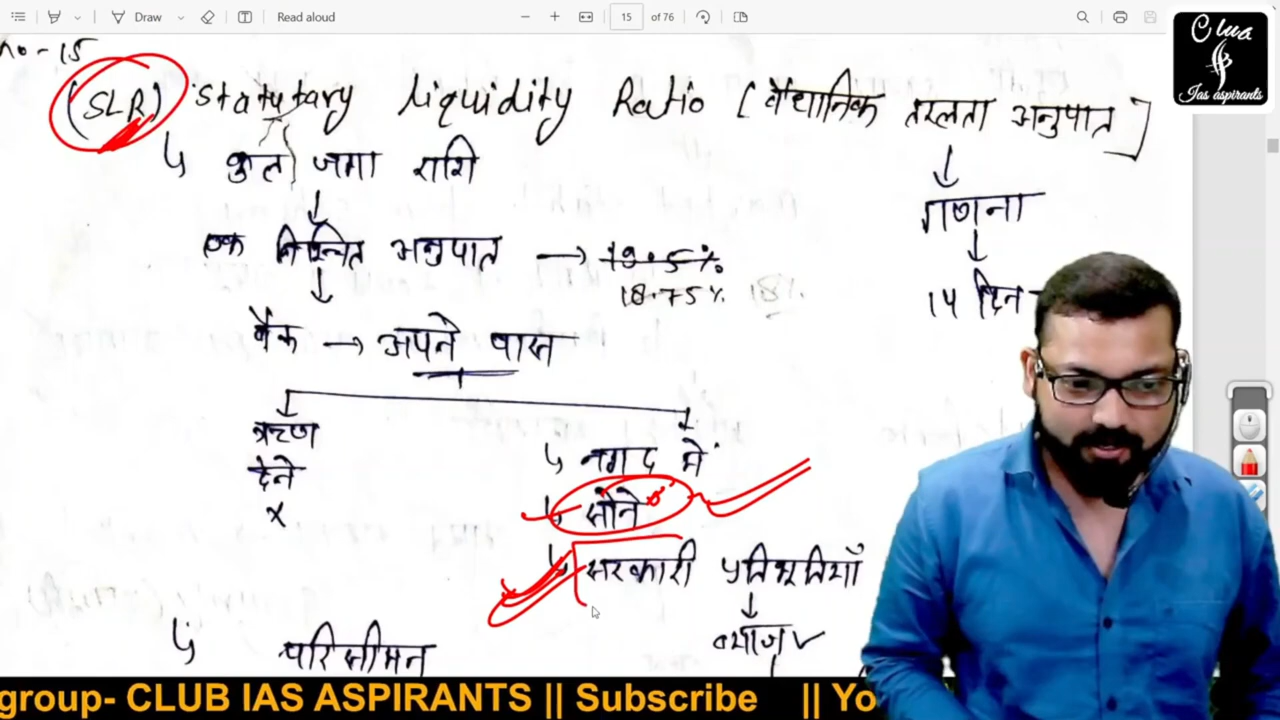 Draw
Read aloud
15 of 76
no - 15
(SLR) Statutary liquidity Ratio [वैधानिक तरलता अनुपात]
↳ कुल जमा राशि
↓
गणना
↓
एक निश्चित अनुपात → 19.5%
18.75% 18%
14 दिन
बैंक → अपने पास
ऋण
देने
x
↳ नगद में
↳ सोने
↳ सरकारी प्रतिभूतियाँ
↓
ब्याज ✓
↳ परिसीमन
Club
Ias aspirants
group- CLUB IAS ASPIRANTS || Subscribe || Yo